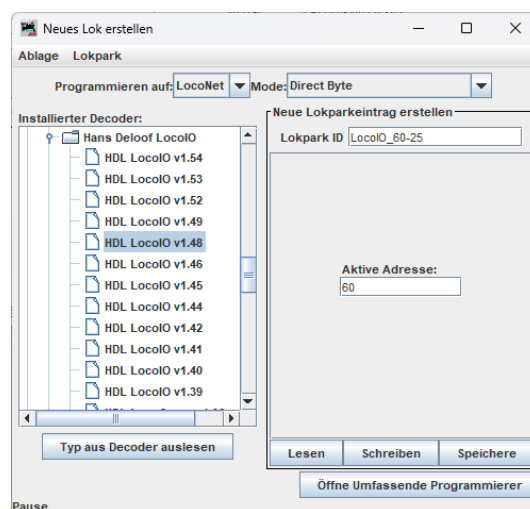 Neues Lok erstellen
Ablage Lokpark
Programmieren auf: LocoNet Mode: Direct Byte
Installierter Decoder:
Hans Deloof LocoIO
HDL LocoIO v1.54
HDL LocoIO v1.53
HDL LocoIO v1.52
HDL LocoIO v1.49
HDL LocoIO v1.48
HDL LocoIO v1.46
HDL LocoIO v1.45
HDL LocoIO v1.44
HDL LocoIO v1.42
HDL LocoIO v1.41
HDL LocoIO v1.40
HDL LocoIO v1.39
Typ aus Decoder auslesen
Neue Lokparkeintrag erstellen
Lokpark ID LocoIO_60-25
Aktive Adresse:
60
Lesen Schreiben Speichere
Öffne Umfassende Programmierer
Pause